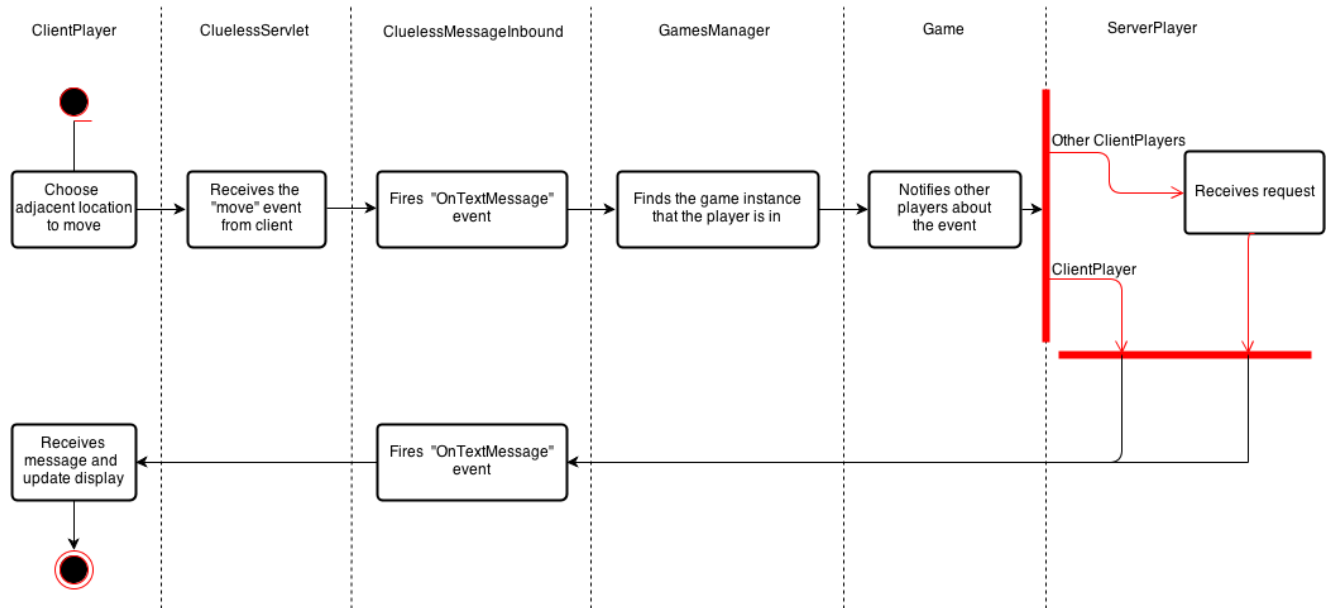 ClientPlayer
CluelessServlet
CluelessMessageInbound
GamesManager
Game
ServerPlayer
Choose
adjacent location
to move
Receives the
"move" event
from client
Fires "OnTextMessage"
event
Finds the game instance
that the player is in
Notifies other
players about
the event
Other ClientPlayers
Receives request
ClientPlayer
Receives
message and
update display
Fires "OnTextMessage"
event